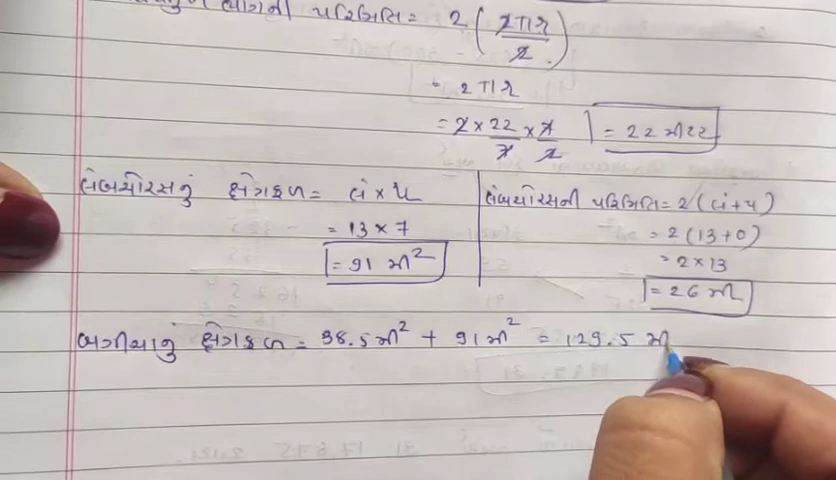 ભાગની પરિમિતિ = 2 ( 2πr / 2 )
= 2πr
= 2 × 22/7 × 7/2 = 22 મીટર
લંબચોરસનું ક્ષેત્રફળ = લં × પ
= 13 × 7
= 91 મી²
લંબચોરસની પરિમિતિ = 2 (લં + પ)
= 2 (13 + 0)
= 2 × 13
= 26 મી
બગીચાનું ક્ષેત્રફળ = 38.5 મી² + 91 મી² = 129.5 મી